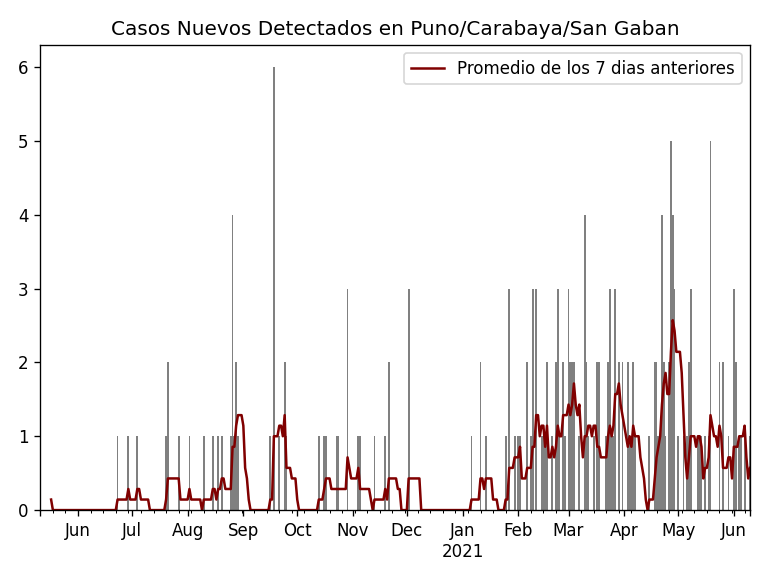 Casos Nuevos Detectados en Puno/Carabaya/San Gaban
Promedio de los 7 dias anteriores
6
5
4
3
2
1
0
Jun Jul Aug Sep Oct Nov Dec Jan Feb Mar Apr May Jun
2021